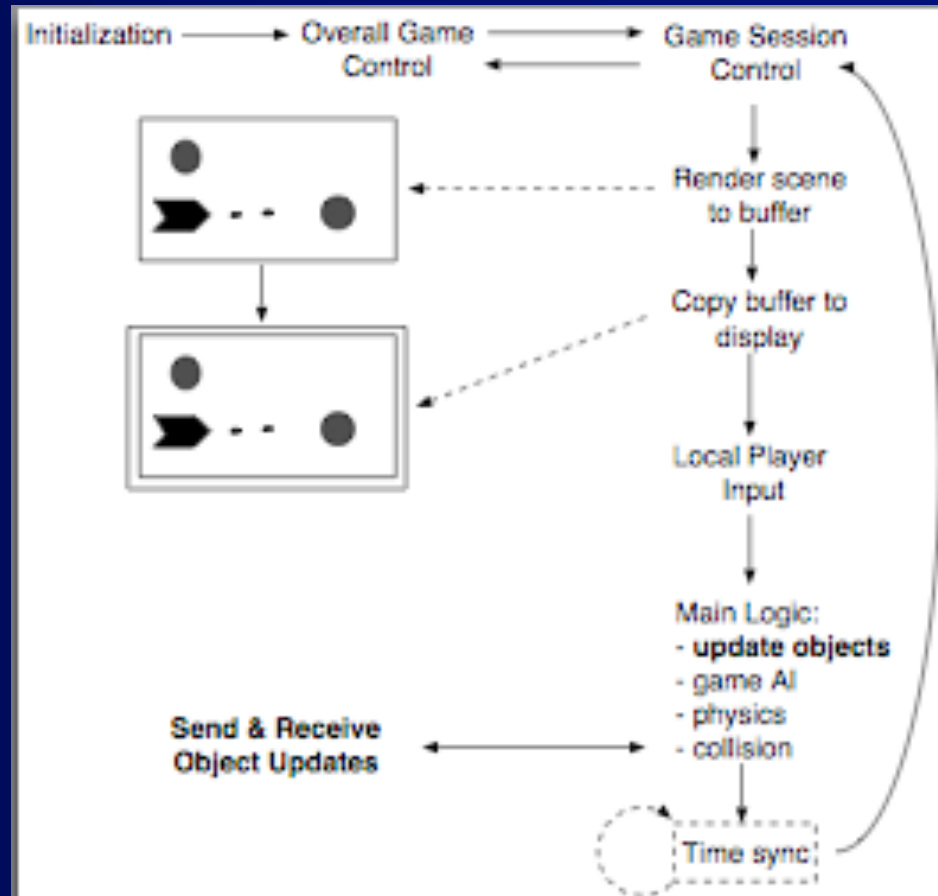 Initialization
Overall Game
Control
Game Session
Control
Render scene
to buffer
Copy buffer to
display
Local Player
Input
Main Logic:
- update objects
- game AI
- physics
- collision
Send & Receive
Object Updates
Time sync